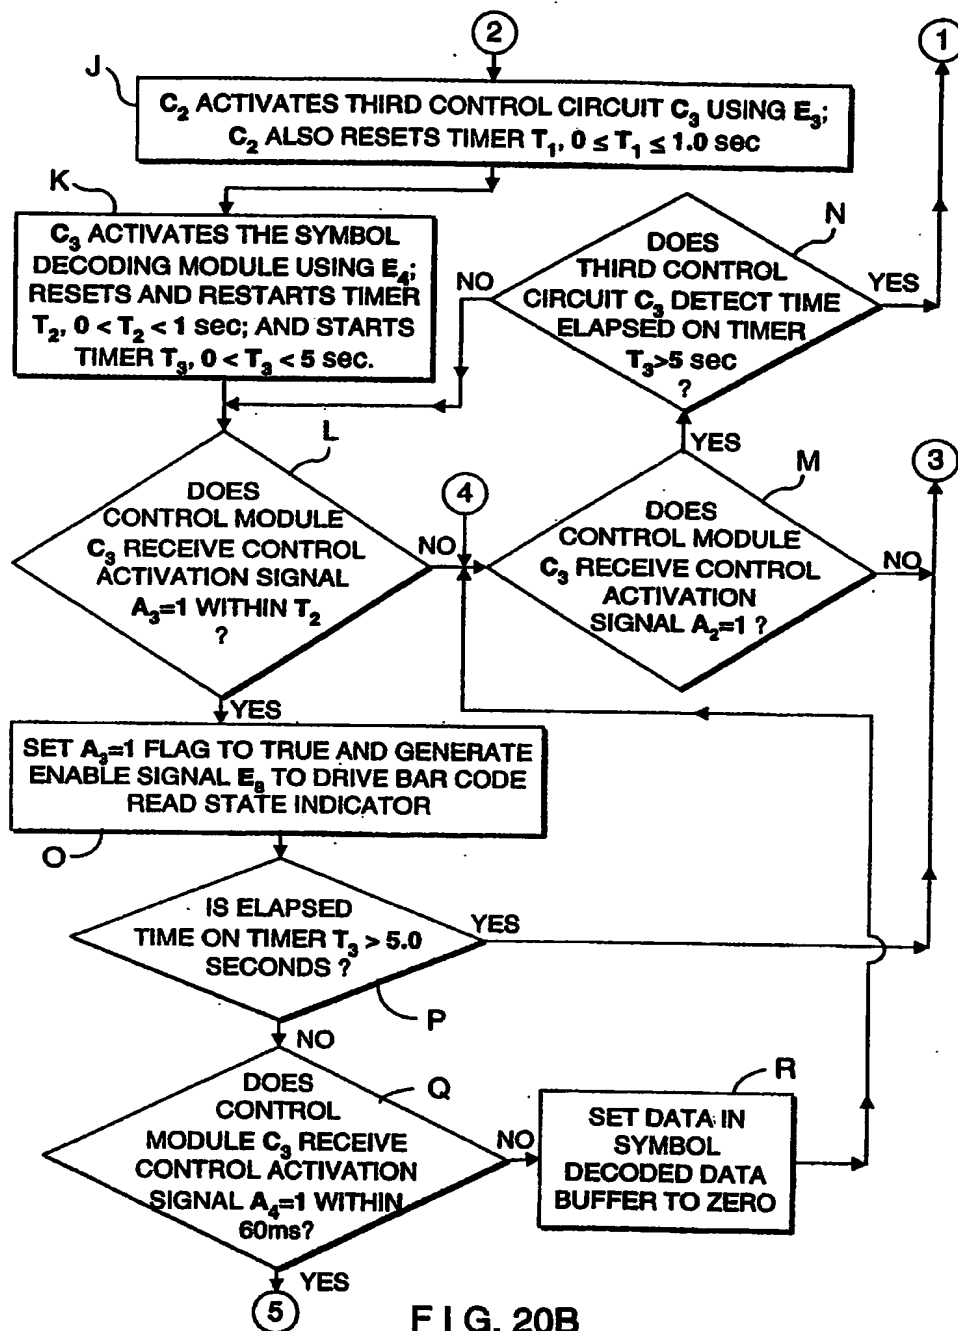 2
1
J
C₂ ACTIVATES THIRD CONTROL CIRCUIT C₃ USING E₃;
C₂ ALSO RESETS TIMER T₁, 0 ≤ T₁ ≤ 1.0 sec
K
C₃ ACTIVATES THE SYMBOL
DECODING MODULE USING E₄;
RESETS AND RESTARTS TIMER
T₂, 0 < T₂ < 1 sec; AND STARTS
TIMER T₃, 0 < T₃ < 5 sec.
N
DOES
THIRD CONTROL
CIRCUIT C₃ DETECT TIME
ELAPSED ON TIMER
T₃>5 sec
?
NO
YES
L
DOES
CONTROL MODULE
C₃ RECEIVE CONTROL
ACTIVATION SIGNAL
A₃=1 WITHIN T₂
?
NO
4
YES
M
3
DOES
CONTROL MODULE
C₃ RECEIVE CONTROL
ACTIVATION
SIGNAL A₂=1 ?
NO
YES
SET A₃=1 FLAG TO TRUE AND GENERATE
ENABLE SIGNAL E₈ TO DRIVE BAR CODE
READ STATE INDICATOR
O
IS ELAPSED
TIME ON TIMER T₃ > 5.0
SECONDS ?
YES
P
NO
DOES
CONTROL
MODULE C₃ RECEIVE
CONTROL ACTIVATION
SIGNAL A₄=1 WITHIN
60ms?
Q
NO
R
SET DATA IN
SYMBOL
DECODED DATA
BUFFER TO ZERO
YES
5
FIG. 20B